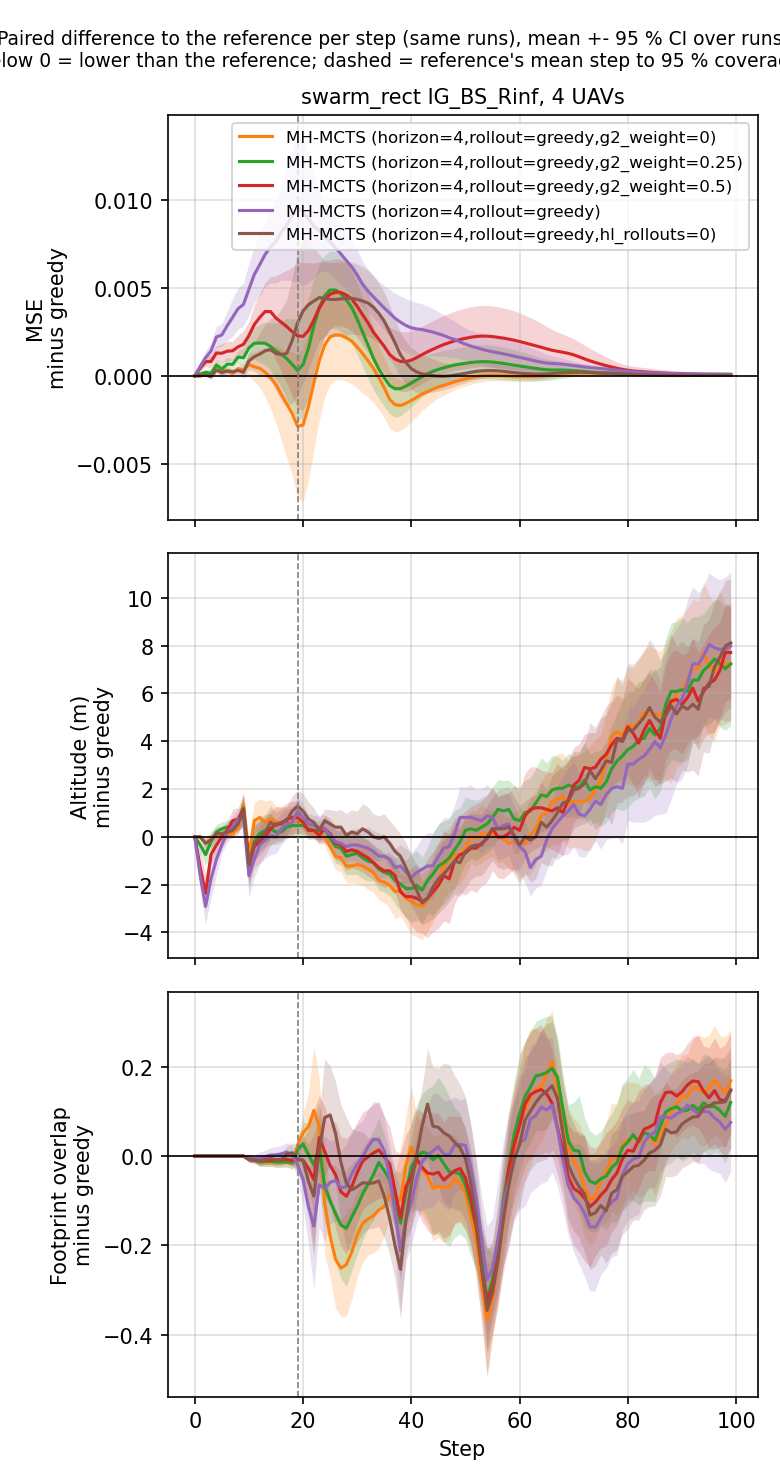 Paired difference to the reference per step (same runs), mean +- 95 % CI over runs
0 = lower than the reference; dashed = reference's mean step to 95 %
swarm_rect IG_BS_Rinf, 4 UAVs
MH-MCTS (horizon=4,rollout=greedy,g2_weight=0)
MH-MCTS (horizon=4,rollout=greedy,g2_weight=0.25)
MH-MCTS (horizon=4,rollout=greedy,g2_weight=0.5)
MH-MCTS (horizon=4,rollout=greedy)
MH-MCTS (horizon=4,rollout=greedy,hl_rollouts=0)
MSE
minus greedy
0.010
0.005
0.000
−0.005
Altitude (m)
minus greedy
10
8
6
4
2
0
−2
−4
Footprint overlap
minus greedy
0.2
0.0
−0.2
−0.4
0 20 40 60 80 100
Step